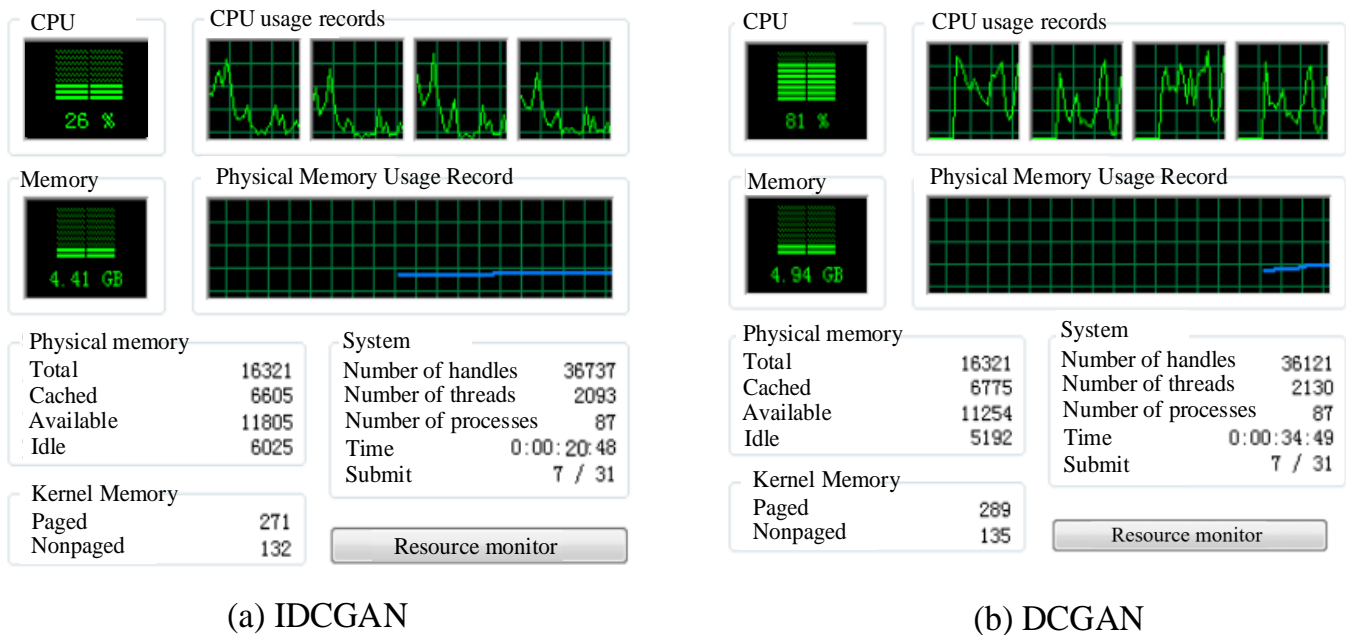 CPU
CPU usage records
26 %
Memory
Physical Memory Usage Record
4.41 GB
Physical memory
Total 16321
Cached 6605
Available 11805
Idle 6025
System
Number of handles 36737
Number of threads 2093
Number of processes 87
Time 0:00:20:48
Submit 7 / 31
Kernel Memory
Paged 271
Nonpaged 132
Resource monitor
(a) IDCGAN
CPU
CPU usage records
81 %
Memory
Physical Memory Usage Record
4.94 GB
Physical memory
Total 16321
Cached 6775
Available 11254
Idle 5192
System
Number of handles 36121
Number of threads 2130
Number of processes 87
Time 0:00:34:49
Submit 7 / 31
Kernel Memory
Paged 289
Nonpaged 135
Resource monitor
(b) DCGAN